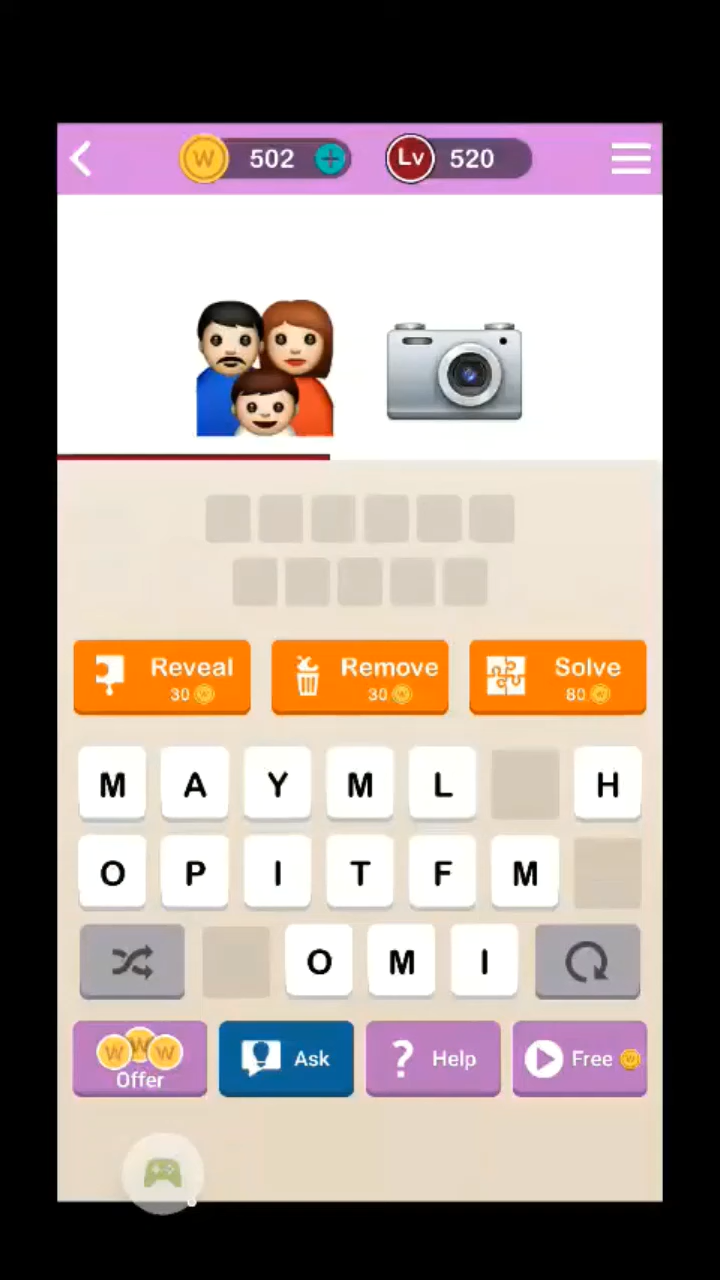 W 502 + Lv 520
Reveal Remove Solve
30 W 30 W 80 W
M A Y M L H
O P I T F M
O M I
W W W Offer Ask ? Help Free W